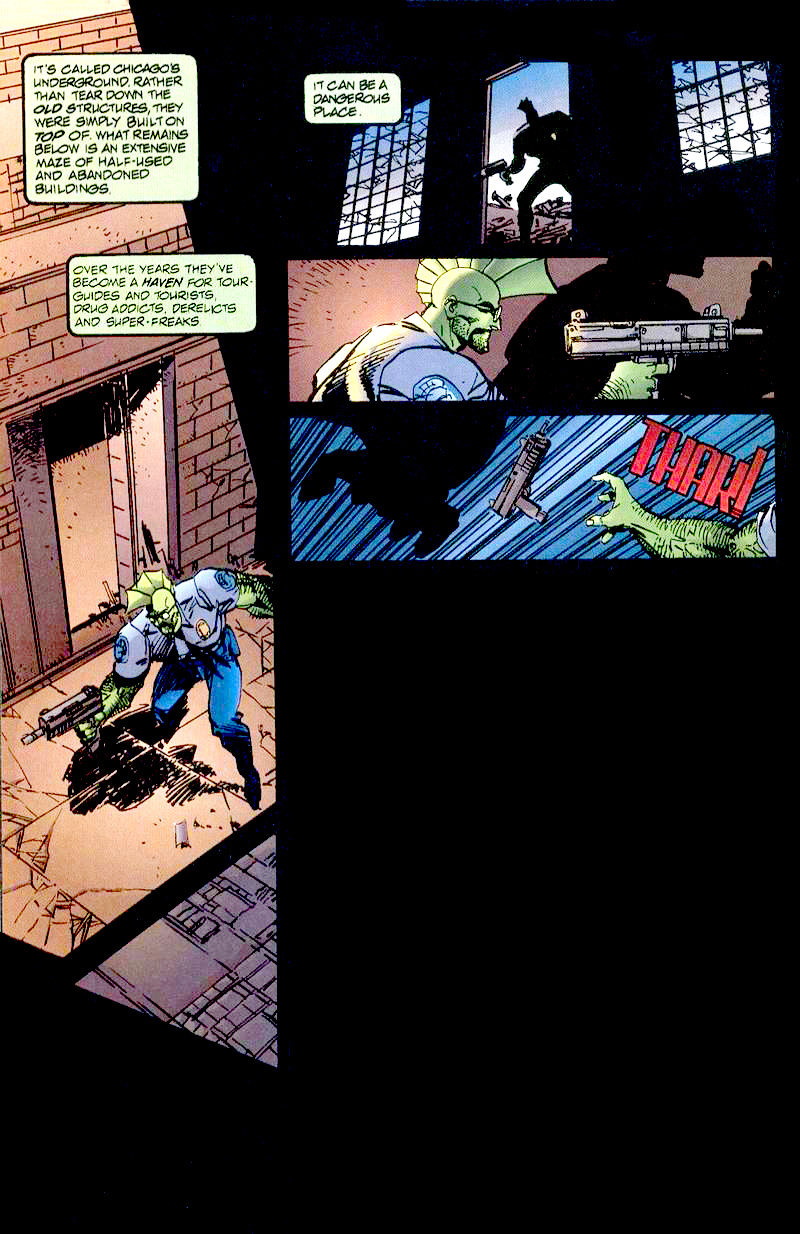 IT'S CALLED CHICAGO'S
UNDERGROUND. RATHER
THAN TEAR DOWN THE
OLD STRUCTURES, THEY
WERE SIMPLY BUILT ON
TOP OF. WHAT REMAINS
BELOW IS AN EXTENSIVE
MAZE OF HALF-USED
AND ABANDONED
BUILDINGS.
OVER THE YEARS THEY'VE
BECOME A HAVEN FOR TOUR-
GUIDES AND TOURISTS,
DRUG ADDICTS, DERELICTS
AND SUPER-FREAKS.
IT CAN BE A
DANGEROUS
PLACE.
THAK!